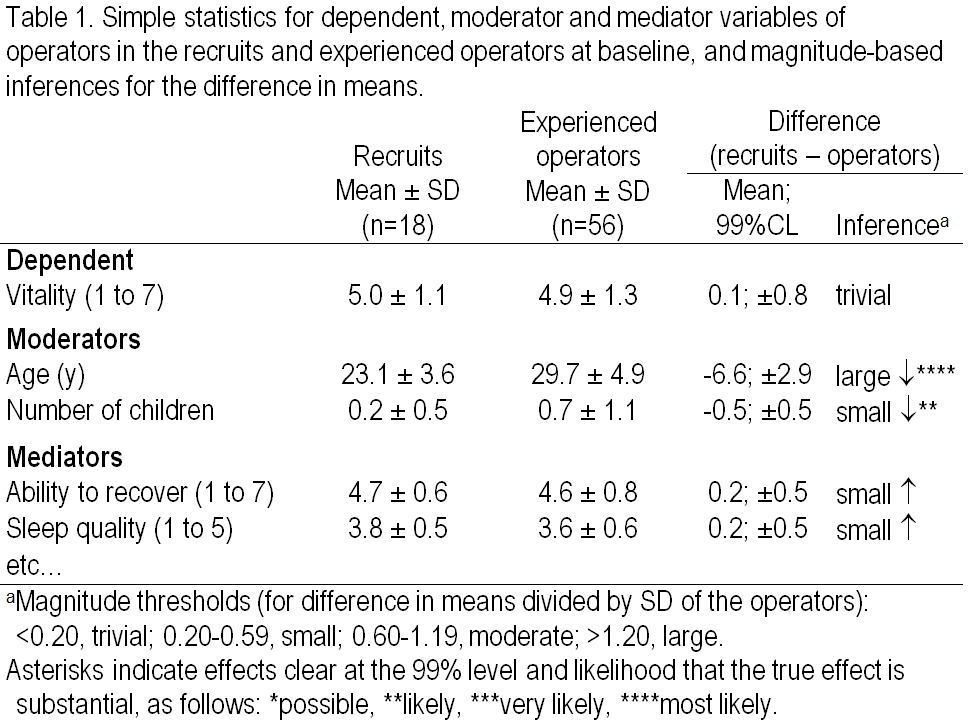 Table 1. Simple statistics for dependent, moderator and mediator variables of
operators in the recruits and experienced operators at baseline, and magnitude-based
inferences for the difference in means.
Recruits Mean ± SD (n=18) Experienced operators Mean ± SD (n=56) Difference (recruits – operators) Mean; 99%CL Inferenceᵃ
Dependent
Vitality (1 to 7) 5.0 ± 1.1 4.9 ± 1.3 0.1; ±0.8 trivial
Moderators
Age (y) 23.1 ± 3.6 29.7 ± 4.9 -6.6; ±2.9 large ↓****
Number of children 0.2 ± 0.5 0.7 ± 1.1 -0.5; ±0.5 small ↓**
Mediators
Ability to recover (1 to 7) 4.7 ± 0.6 4.6 ± 0.8 0.2; ±0.5 small ↑
Sleep quality (1 to 5) 3.8 ± 0.5 3.6 ± 0.6 0.2; ±0.5 small ↑
etc…
ᵃMagnitude thresholds (for difference in means divided by SD of the operators):
<0.20, trivial; 0.20-0.59, small; 0.60-1.19, moderate; >1.20, large.
Asterisks indicate effects clear at the 99% level and likelihood that the true effect is
substantial, as follows: *possible, **likely, ***very likely, ****most likely.